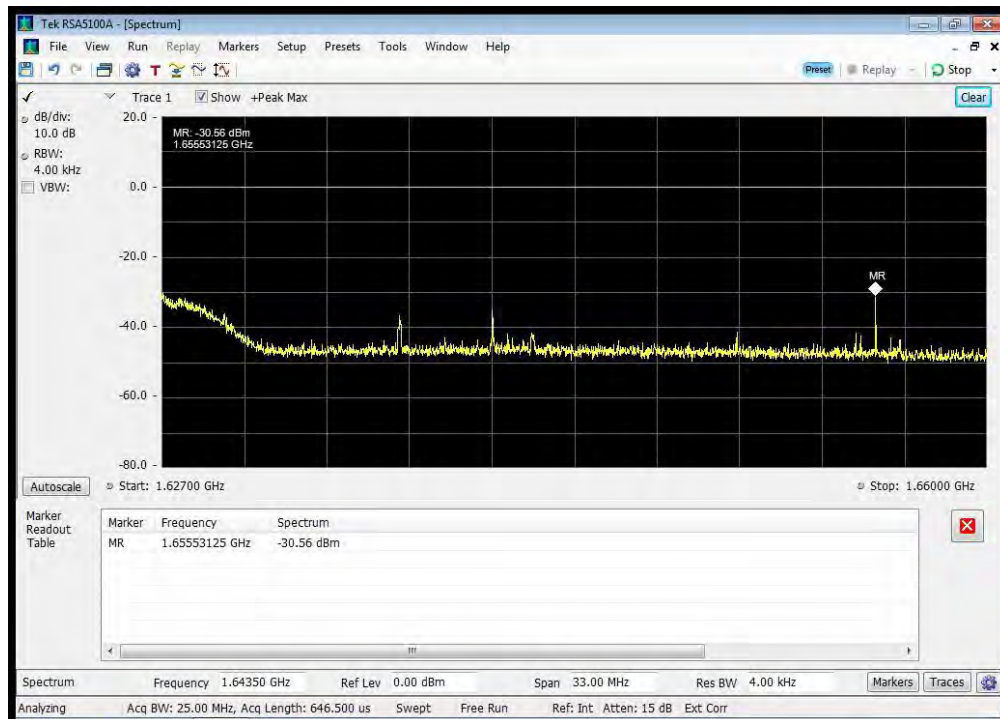 Tek RSA5100A - [Spectrum]
File View Run Replay Markers Setup Presets Tools Window Help
T
Preset Replay Stop
Trace 1 Show +Peak Max Clear
dB/div:
10.0 dB
RBW:
4.00 kHz
VBW:
MR: -30.56 dBm
1.65553125 GHz
20.0
0.0
-20.0
MR
-40.0
-60.0
-80.0
Autoscale Start: 1.62700 GHz Stop: 1.66000 GHz
Marker
Readout
Table
Marker Frequency Spectrum
MR 1.65553125 GHz -30.56 dBm
Spectrum Frequency 1.64350 GHz Ref Lev 0.00 dBm Span 33.00 MHz Res BW 4.00 kHz Markers Traces
Analyzing Acq BW: 25.00 MHz, Acq Length: 646.500 us Swept Free Run Ref: Int Atten: 15 dB Ext Corr